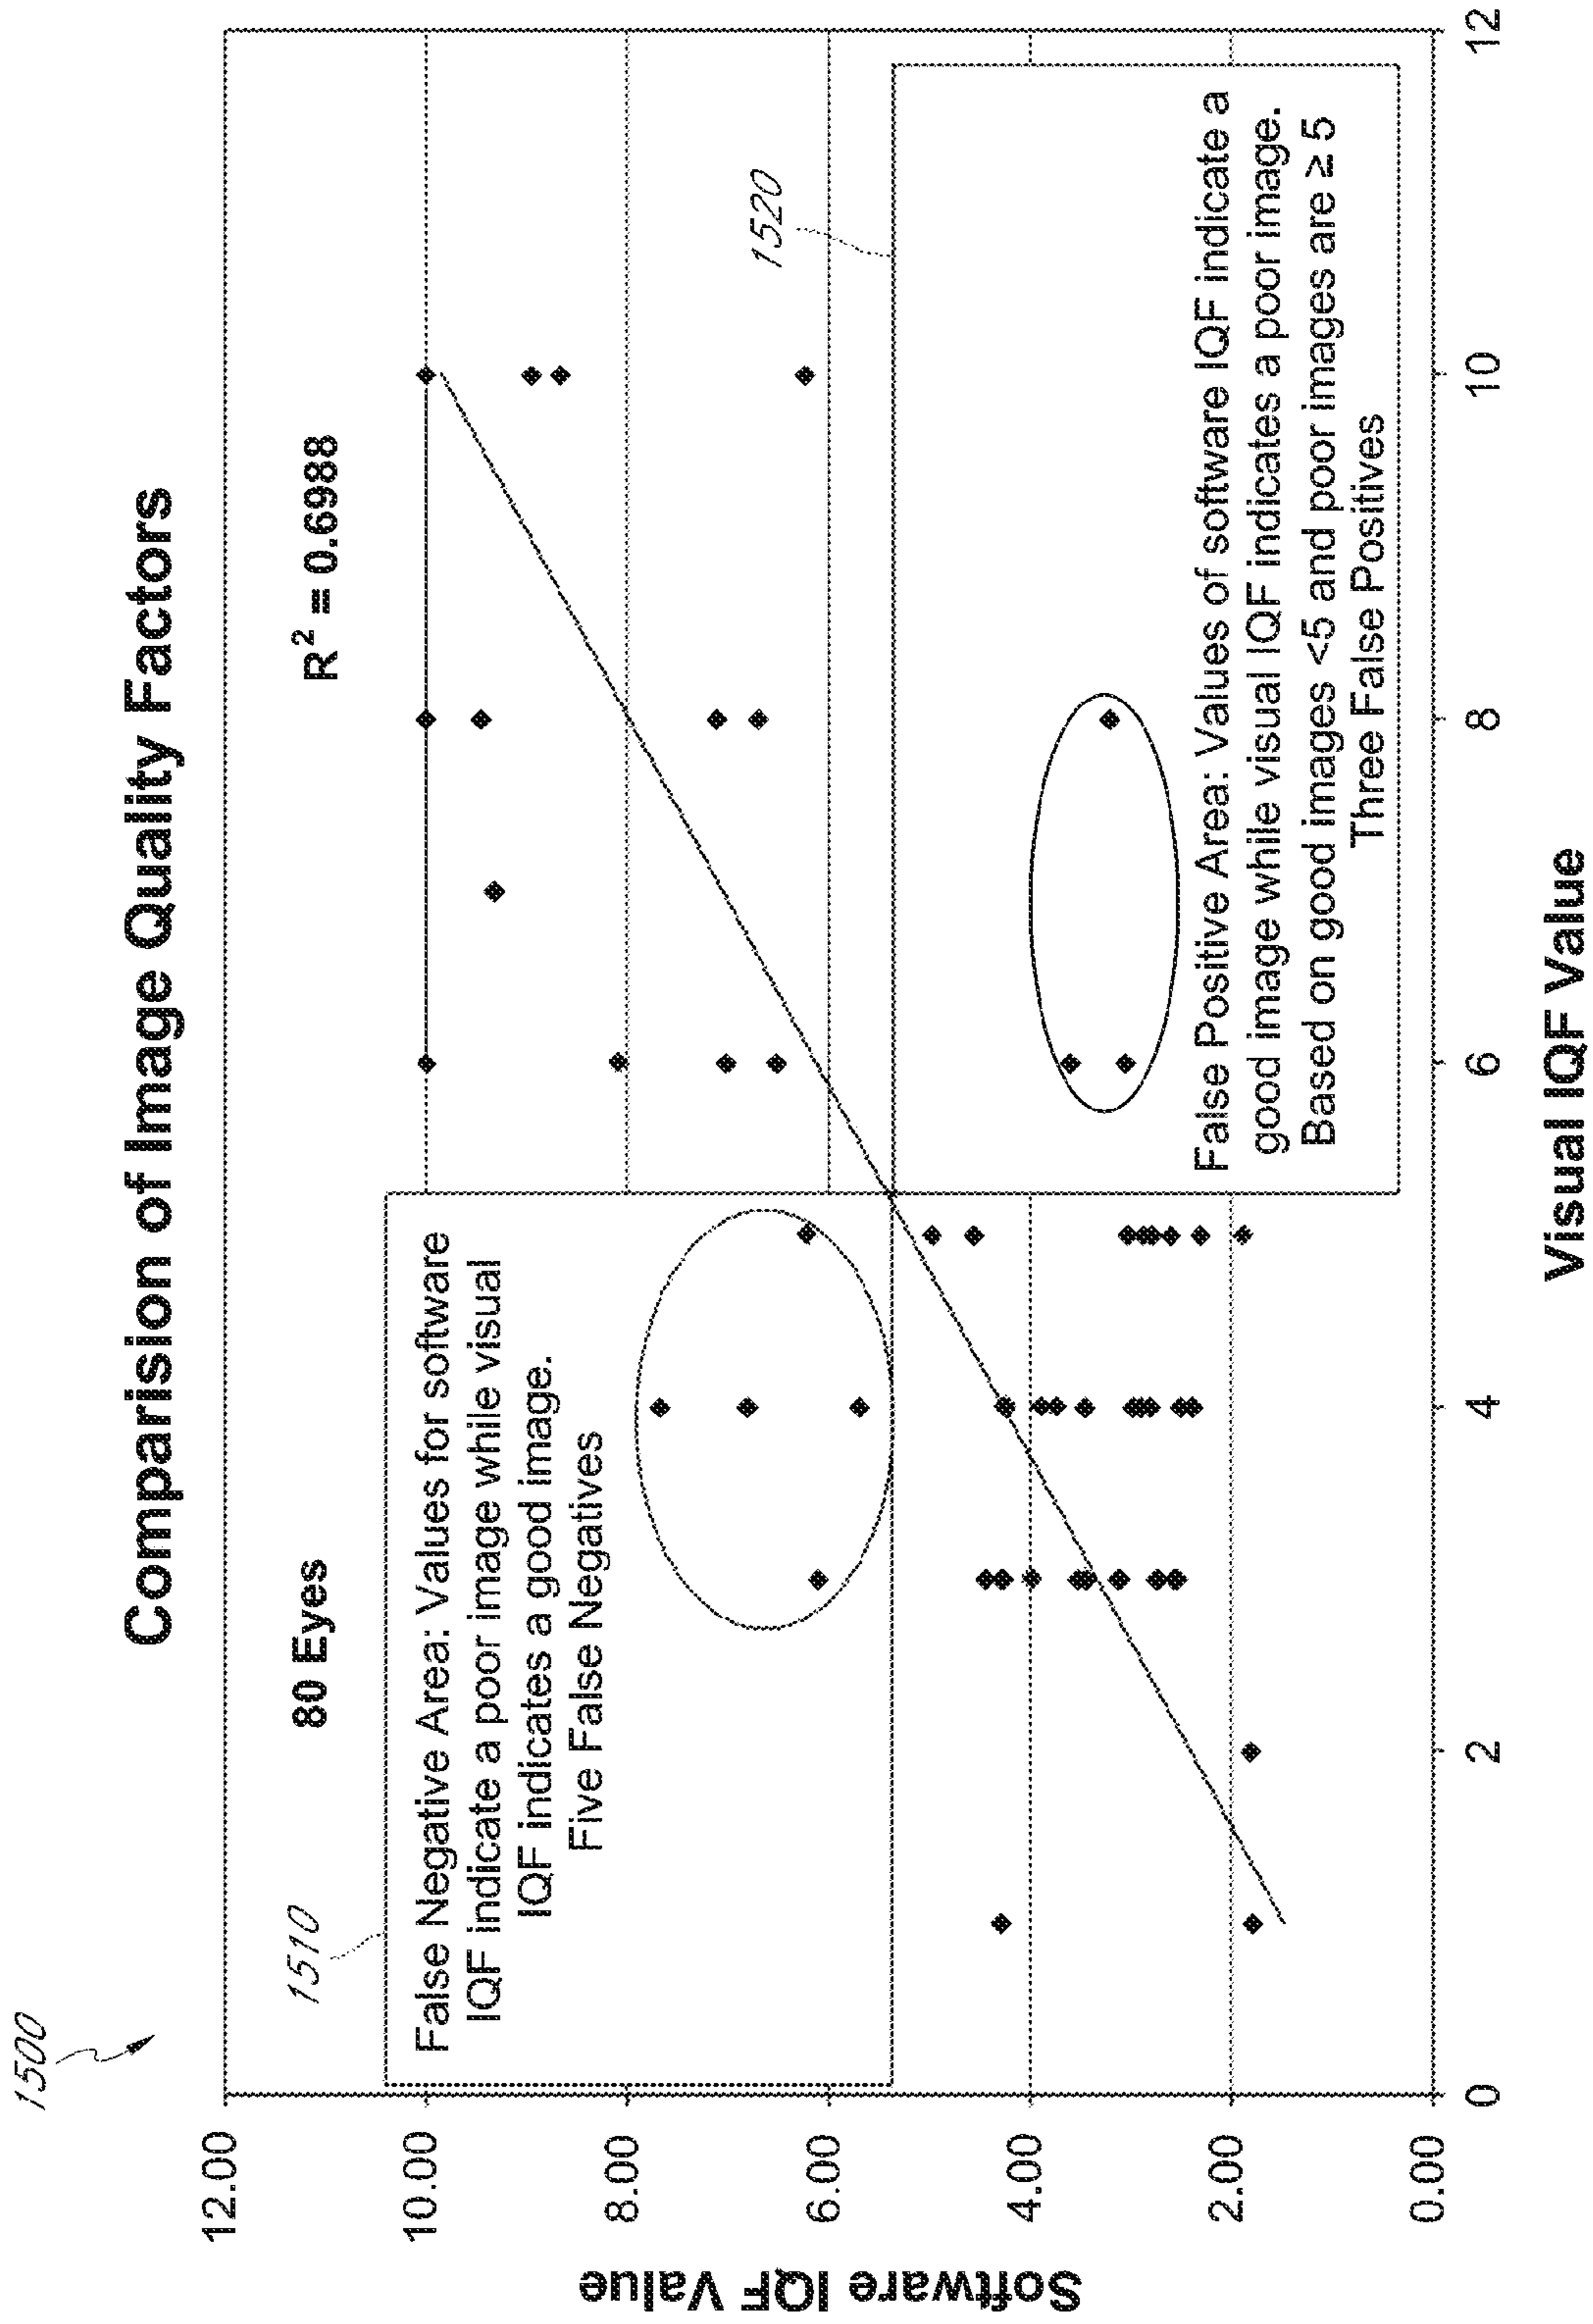 1500
Comparision of Image Quality Factors
1510
80 Eyes
R² = 0.6988
False Negative Area: Values for software
IQF indicate a poor image while visual
IQF indicates a good image.
Five False Negatives
1520
False Positive Area: Values of software IQF indicate a
good image while visual IQF indicates a poor image.
Based on good images <5 and poor images are ≥ 5
Three False Positives
Software IQF Value
12.00
10.00
8.00
6.00
4.00
2.00
0.00
0 2 4 6 8 10 12
Visual IQF Value